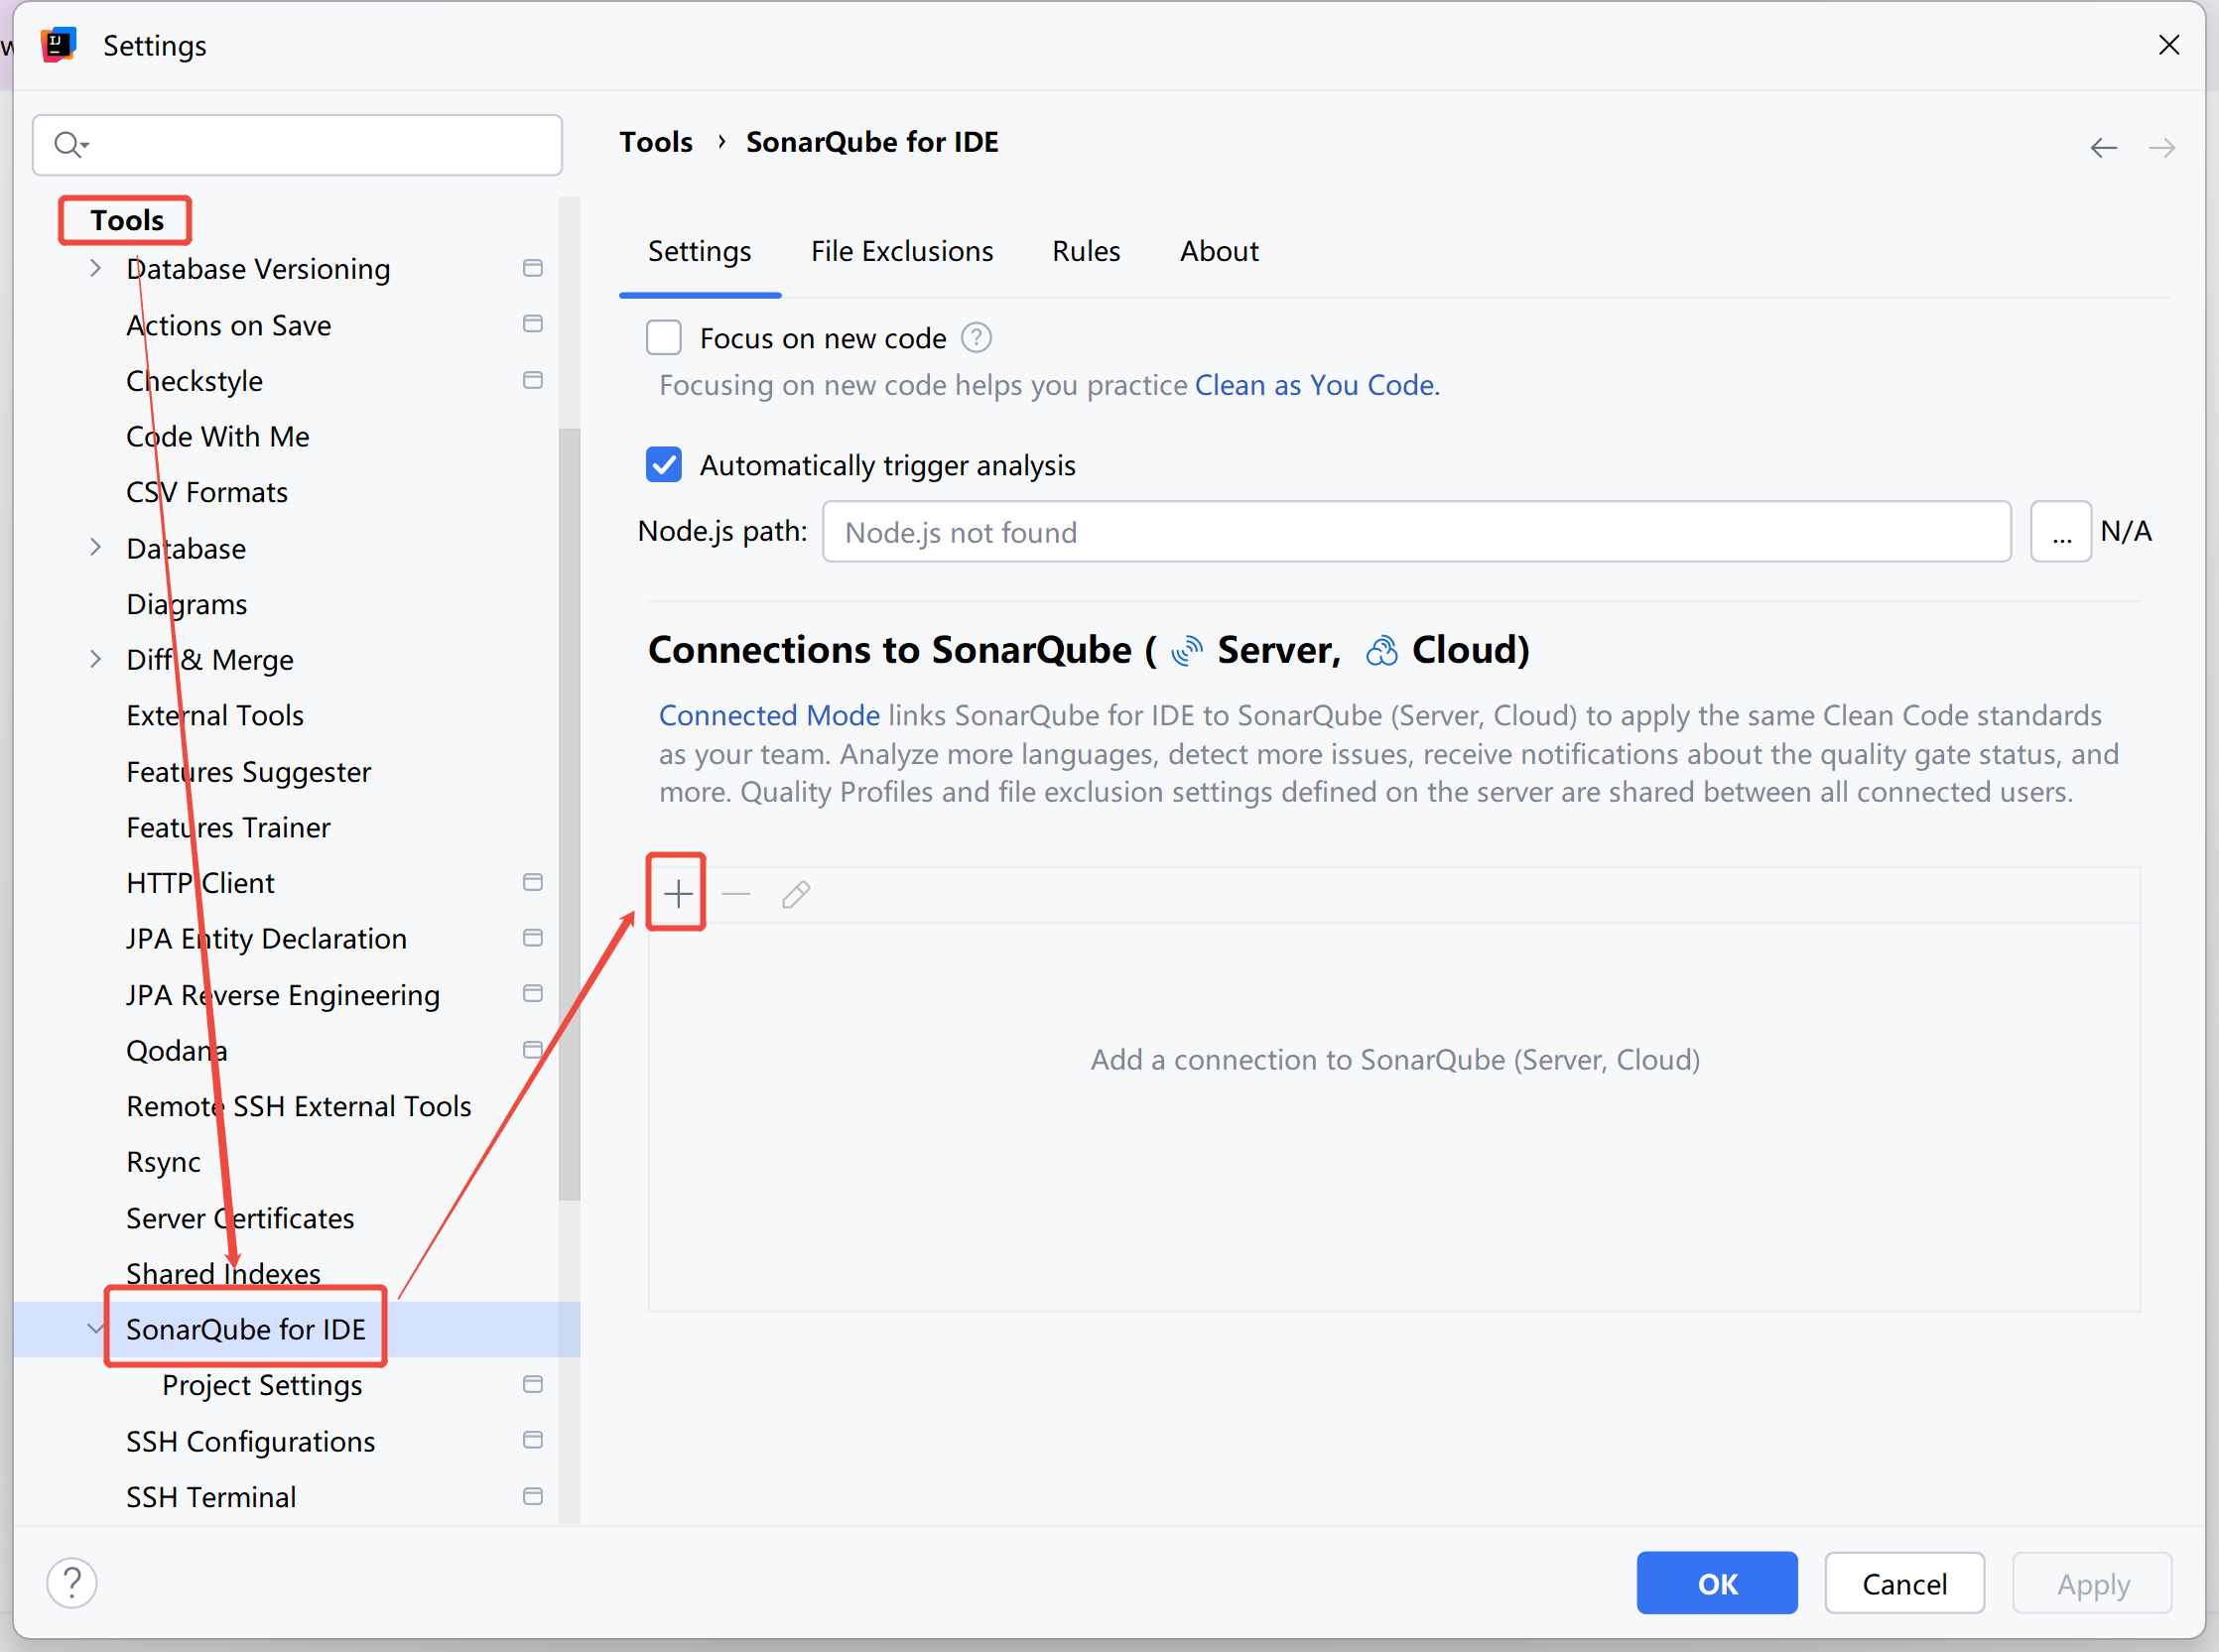 Settings
Tools
Database Versioning
Actions on Save
Checkstyle
Code With Me
CSV Formats
Database
Diagrams
Diff & Merge
External Tools
Features Suggester
Features Trainer
HTTP Client
JPA Entity Declaration
JPA Reverse Engineering
Qodana
Remote SSH External Tools
Rsync
Server Certificates
Shared Indexes
SonarQube for IDE
Project Settings
SSH Configurations
SSH Terminal
Tools › SonarQube for IDE
Settings File Exclusions Rules About
Focus on new code ?
Focusing on new code helps you practice Clean as You Code.
Automatically trigger analysis
Node.js path: Node.js not found ... N/A
Connections to SonarQube ( Server, Cloud)
Connected Mode links SonarQube for IDE to SonarQube (Server, Cloud) to apply the same Clean Code standards
as your team. Analyze more languages, detect more issues, receive notifications about the quality gate status, and
more. Quality Profiles and file exclusion settings defined on the server are shared between all connected users.
Add a connection to SonarQube (Server, Cloud)
? OK Cancel Apply